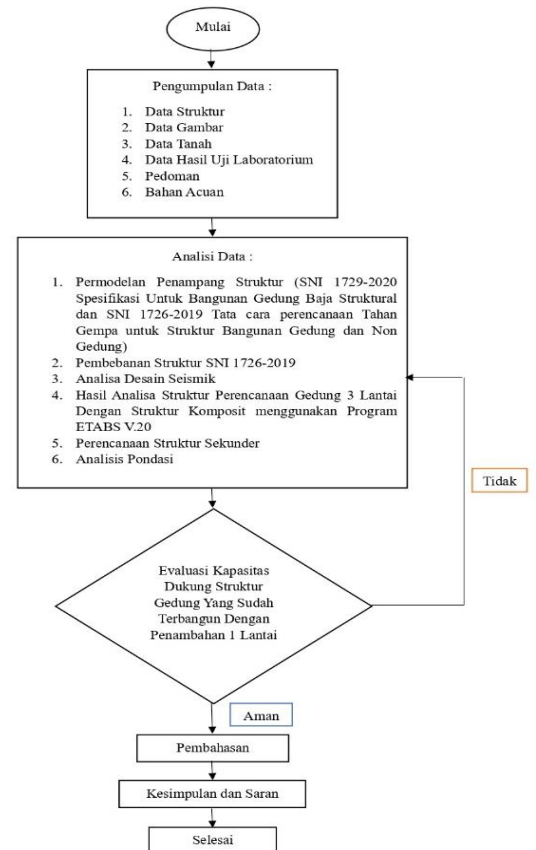 Mulai
Pengumpulan Data :
1. Data Struktur
2. Data Gambar
3. Data Tanah
4. Data Hasil Uji Laboratorium
5. Pedoman
6. Bahan Acuan
Analisi Data :
1. Permodelan Penampang Struktur (SNI 1729-2020
Spesifikasi Untuk Bangunan Gedung Baja Struktural
dan SNI 1726-2019 Tata cara perencanaan Tahan
Gempa untuk Struktur Bangunan Gedung dan Non
Gedung)
2. Pembebanan Struktur SNI 1726-2019
3. Analisa Desain Seismik
4. Hasil Analisa Struktur Perencanaan Gedung 3 Lantai
Dengan Struktur Komposit menggunakan Program
ETABS V.20
5. Perencanaan Struktur Sekunder
6. Analisis Pondasi
Tidak
Evaluasi Kapasitas
Dukung Struktur
Gedung Yang Sudah
Terbangun Dengan
Penambahan 1 Lantai
Aman
Pembahasan
Kesimpulan dan Saran
Selesai